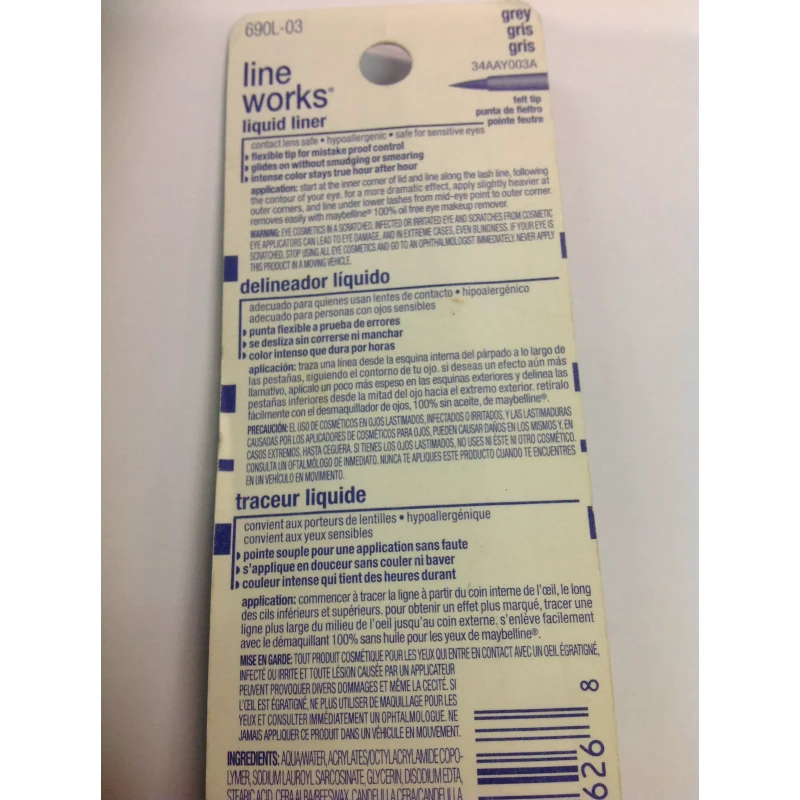 690L-03
grey
gris
gris
34AAY003A
felt tip
punta de fieltro
pointe feutre
line
works®
liquid liner
contact lens safe • hypoallergenic • safe for sensitive eyes
flexible tip for mistake proof control
glides on without smudging or smearing
intense color stays true hour after hour
application: start at the inner corner of lid and line along the lash line, following
the contour of your eye. for a more dramatic effect, apply slightly heavier at
outer corners, and line under lower lashes from mid-eye point to outer corner.
removes easily with maybelline® 100% oil free eye makeup remover.
WARNING: EYE COSMETICS IN A SCRATCHED, INFECTED OR IRRITATED EYE AND SCRATCHES FROM COSMETIC
EYE APPLICATORS CAN LEAD TO EYE DAMAGE, AND IN EXTREME CASES, EVEN BLINDNESS. IF YOUR EYE IS
SCRATCHED, STOP USING ALL EYE COSMETICS AND GO TO AN OPHTHALMOLOGIST IMMEDIATELY. NEVER APPLY
THIS PRODUCT IN A MOVING VEHICLE.
delineador líquido
adecuado para quienes usan lentes de contacto • hipoalergénico
adecuado para personas con ojos sensibles
punta flexible a prueba de errores
se desliza sin correrse ni manchar
color intenso que dura por horas
aplicación: traza una línea desde la esquina interna del párpado a lo largo de
las pestañas, siguiendo el contorno de tu ojo. si deseas un efecto aún más
llamativo, aplícalo un poco más espeso en las esquinas exteriores y delinea las
pestañas inferiores desde la mitad del ojo hacia el extremo exterior. retíralo
fácilmente con el desmaquillador de ojos, 100% sin aceite, de maybelline®.
PRECAUCIÓN: EL USO DE COSMÉTICOS EN OJOS LASTIMADOS, INFECTADOS O IRRITADOS, Y LAS LASTIMADURAS
CAUSADAS POR LOS APLICADORES DE COSMÉTICOS PARA OJOS, PUEDEN CAUSAR DAÑOS EN LOS MISMOS Y, EN
CASOS EXTREMOS, HASTA CEGUERA. SI TIENES LOS OJOS LASTIMADOS, NO USES NI ÉSTE NI OTRO COSMÉTICO.
CONSULTA UN OFTALMÓLOGO DE INMEDIATO. NUNCA TE APLIQUES ESTE PRODUCTO CUANDO TE ENCUENTRES
EN UN VEHÍCULO EN MOVIMIENTO.
traceur liquide
convient aux porteurs de lentilles • hypoallergénique
convient aux yeux sensibles
pointe souple pour une application sans faute
s'applique en douceur sans couler ni baver
couleur intense qui tient des heures durant
application: commencer à tracer la ligne à partir du coin interne de l'œil, le long
des cils inférieurs et supérieurs. pour obtenir un effet plus marqué, tracer une
ligne plus large du milieu de l'oeil jusqu'au coin externe. s'enlève facilement
avec le démaquillant 100% sans huile pour les yeux de maybelline®.
MISE EN GARDE: TOUT PRODUIT COSMÉTIQUE POUR LES YEUX QUI ENTRE EN CONTACT AVEC UN OEIL ÉGRATIGNÉ,
INFECTÉ OU IRRITE ET TOUTE LÉSION CAUSÉE PAR UN APPLICATEUR
PEUVENT PROVOQUER DIVERS DOMMAGES ET MÊME LA CECITÉ. SI
L'ŒIL EST ÉGRATIGNÉ, NE PLUS UTILISER DE MAQUILLAGE POUR LES
YEUX ET CONSULTER IMMÉDIATEMENT UN OPHTALMOLOGUE. NE
JAMAIS APPLIQUER CE PRODUIT DANS UN VÉHICULE EN MOUVEMENT.
INGREDIENTS: AQUA/WATER, ACRYLATES/OCTYLACRYLAMIDE COPO-
LYMER, SODIUM LAUROYL SARCOSINATE, GLYCERIN, DISODIUM EDTA,
STEARIC ACID, CERA ALBA/BEESWAX, CANDELILLA CERA/CANDELILLA
626 8